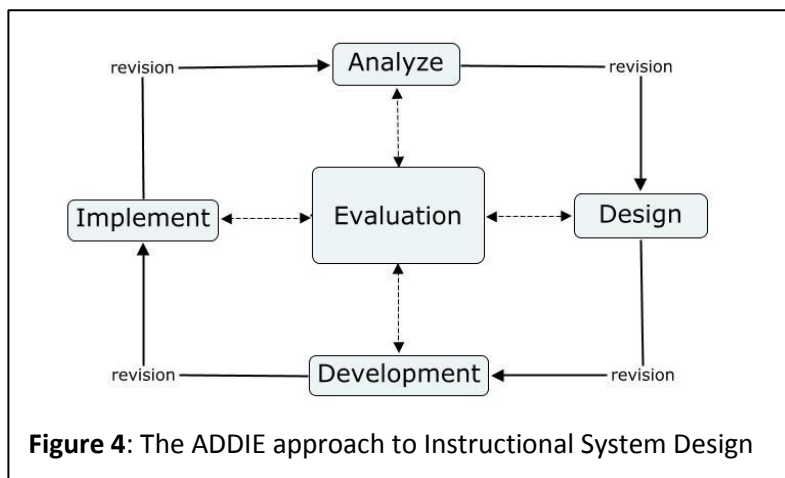 revision
Analyze
revision
Implement
Evaluation
Design
revision
Development
revision
Figure 4: The ADDIE approach to Instructional System Design